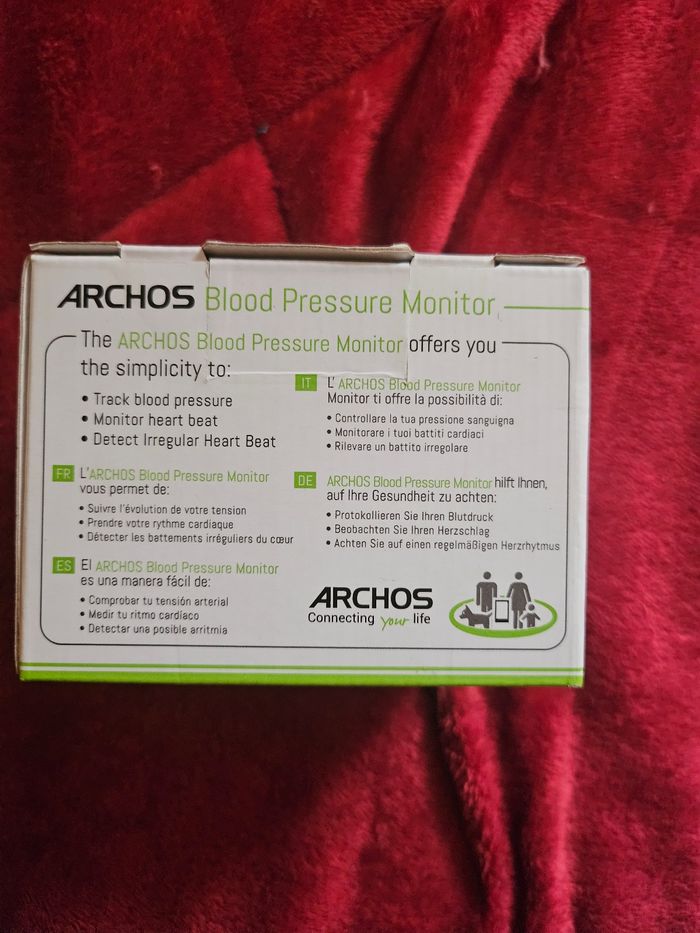 ARCHOS Blood Pressure Monitor
The ARCHOS Blood Pressure Monitor offers you
the simplicity to:
• Track blood pressure
• Monitor heart beat
• Detect Irregular Heart Beat
IT L' ARCHOS Blood Pressure Monitor
Monitor ti offre la possibilità di:
• Controllare la tua pressione sanguigna
• Monitorare i tuoi battiti cardiaci
• Rilevare un battito irregolare
FR L'ARCHOS Blood Pressure Monitor
vous permet de:
• Suivre l'évolution de votre tension
• Prendre votre rythme cardiaque
• Détecter les battements irréguliers du cœur
DE ARCHOS Blood Pressure Monitor hilft Ihnen,
auf Ihre Gesundheit zu achten:
• Protokollieren Sie Ihren Blutdruck
• Beobachten Sie Ihren Herzschlag
• Achten Sie auf einen regelmäßigen Herzrhytmus
ES El ARCHOS Blood Pressure Monitor
es una manera fácil de:
• Comprobar tu tensión arterial
• Medir tu ritmo cardíaco
• Detectar una posible arritmia
ARCHOS
Connecting your life